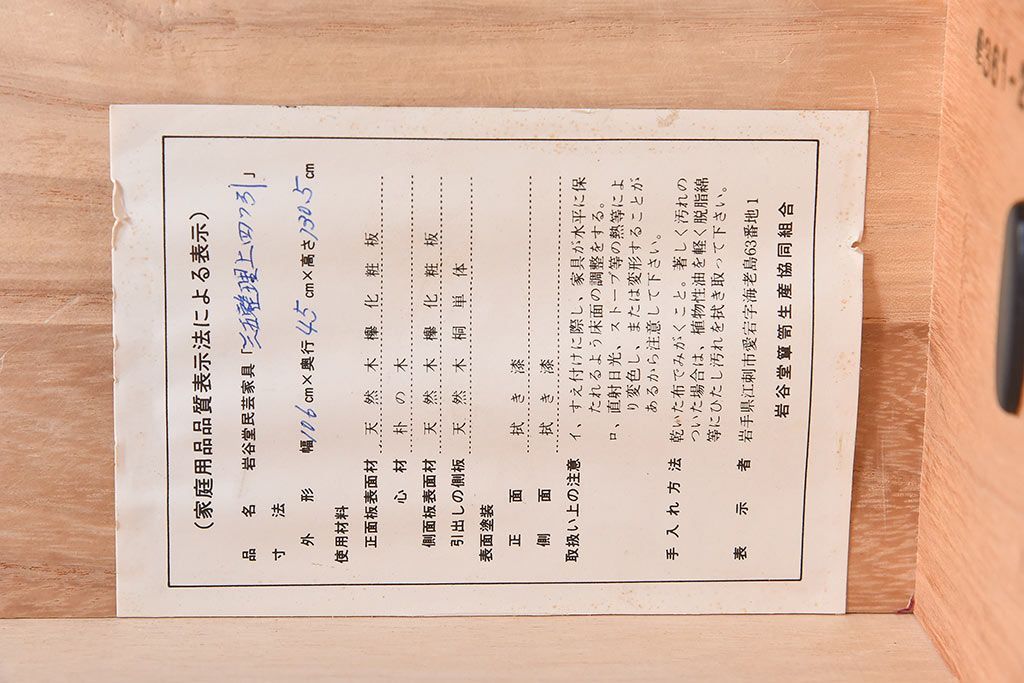 (家庭用品品質表示法による表示)
品名 岩谷堂民芸家具「三五整理上四つ引」
寸法
外形 幅106cm×奥行45cm×高さ130.5cm
使用材料
正面板表面材 天然木欅化粧板
心材 朴の木
側面板表面材 天然木欅化粧板
引出しの側板 天然木桐単体
表面塗装
正面 拭き漆
側面 拭き漆
取扱い上の注意 イ、すえ付けに際し、家具が水平に保
たれるよう床面の調整をする。
ロ、直射日光、ストーブ等の熱等によ
り変色し、または変形することが
あるから注意して下さい。
手入れ方法 乾いた布でみがくこと。著しく汚れの
ついた場合は、植物性油を軽く脱脂綿
等にひたし汚れを拭き取って下さい。
表示者 岩手県江刺市愛宕字海老島63番地1
岩谷堂簞笥生産協同組合